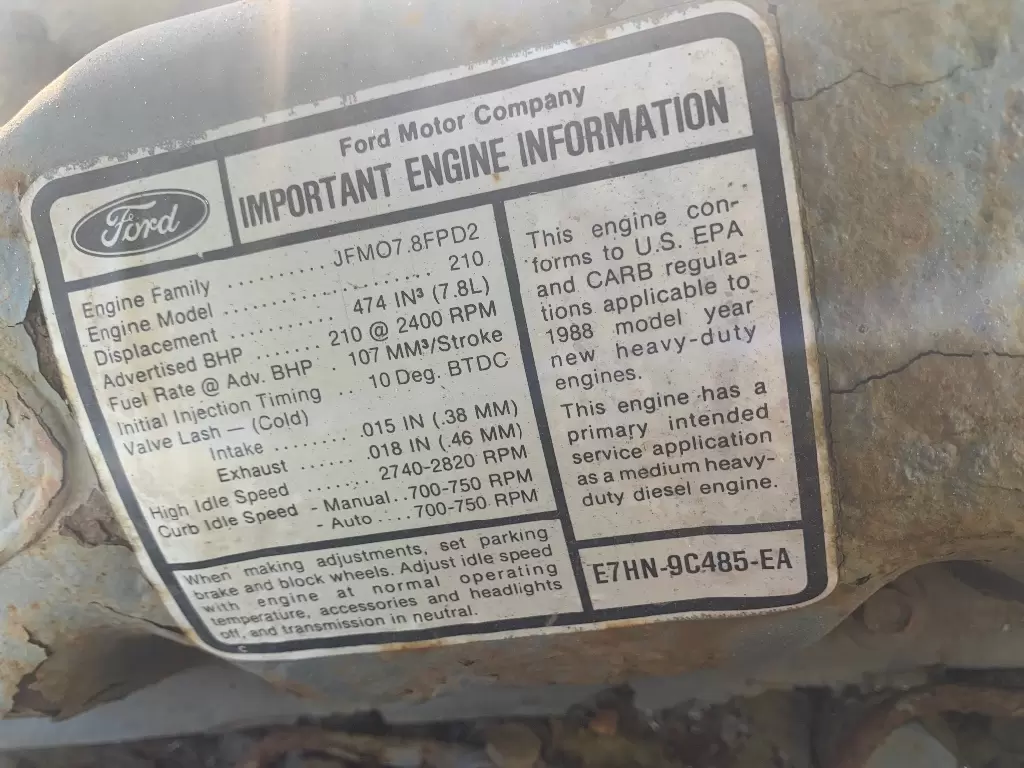 Ford Motor Company
Ford
IMPORTANT ENGINE INFORMATION
Engine Family ......... JFMO7.8FPD2
Engine Model .................... 210
Displacement .......... 474 IN³ (7.8L)
Advertised BHP ....... 210 @ 2400 RPM
Fuel Rate @ Adv. BHP . 107 MM³/Stroke
Initial Injection Timing .. 10 Deg. BTDC
Valve Lash — (Cold)
Intake ....... .015 IN (.38 MM)
Exhaust ...... .018 IN (.46 MM)
High Idle Speed ....... 2740-2820 RPM
Curb Idle Speed - Manual..700-750 RPM
- Auto ....700-750 RPM
When making adjustments, set parking
brake and block wheels. Adjust idle speed
with engine at normal operating
temperature, accessories and headlights
off, and transmission in neutral.
C
This engine con-
forms to U.S. EPA
and CARB regula-
tions applicable to
1988 model year
new heavy-duty
engines.
This engine has a
primary intended
service application
as a medium heavy-
duty diesel engine.
E7HN-9C485-EA